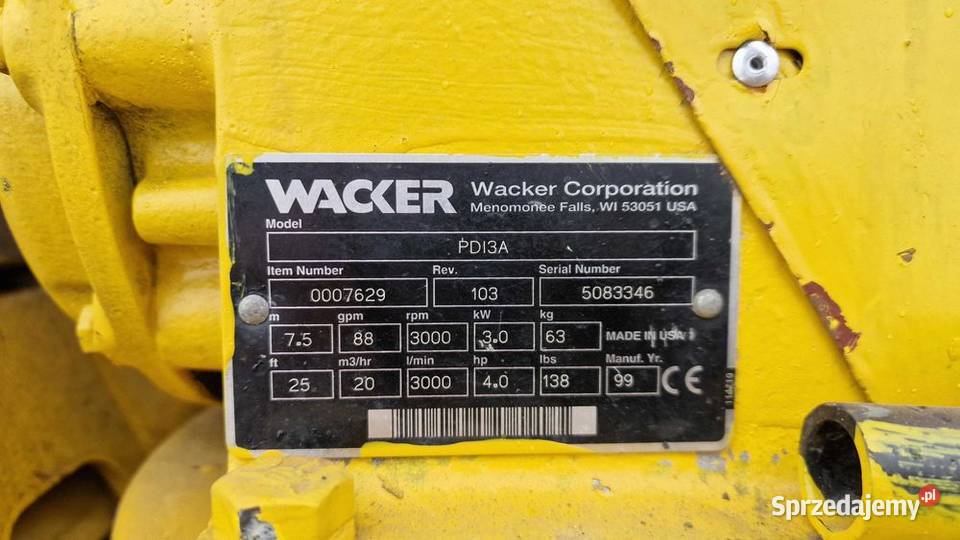 WACKER Wacker Corporation
Menomonee Falls, WI 53051 USA
Model
PDI3A
Item Number Rev. Serial Number
0007629 103 5083346
m gpm rpm kW kg
7.5 88 3000 3.0 63 MADE IN USA
ft m3/hr l/min hp lbs Manuf. Yr.
25 20 3000 4.0 138 99 CE
Sprzedajemy.pl